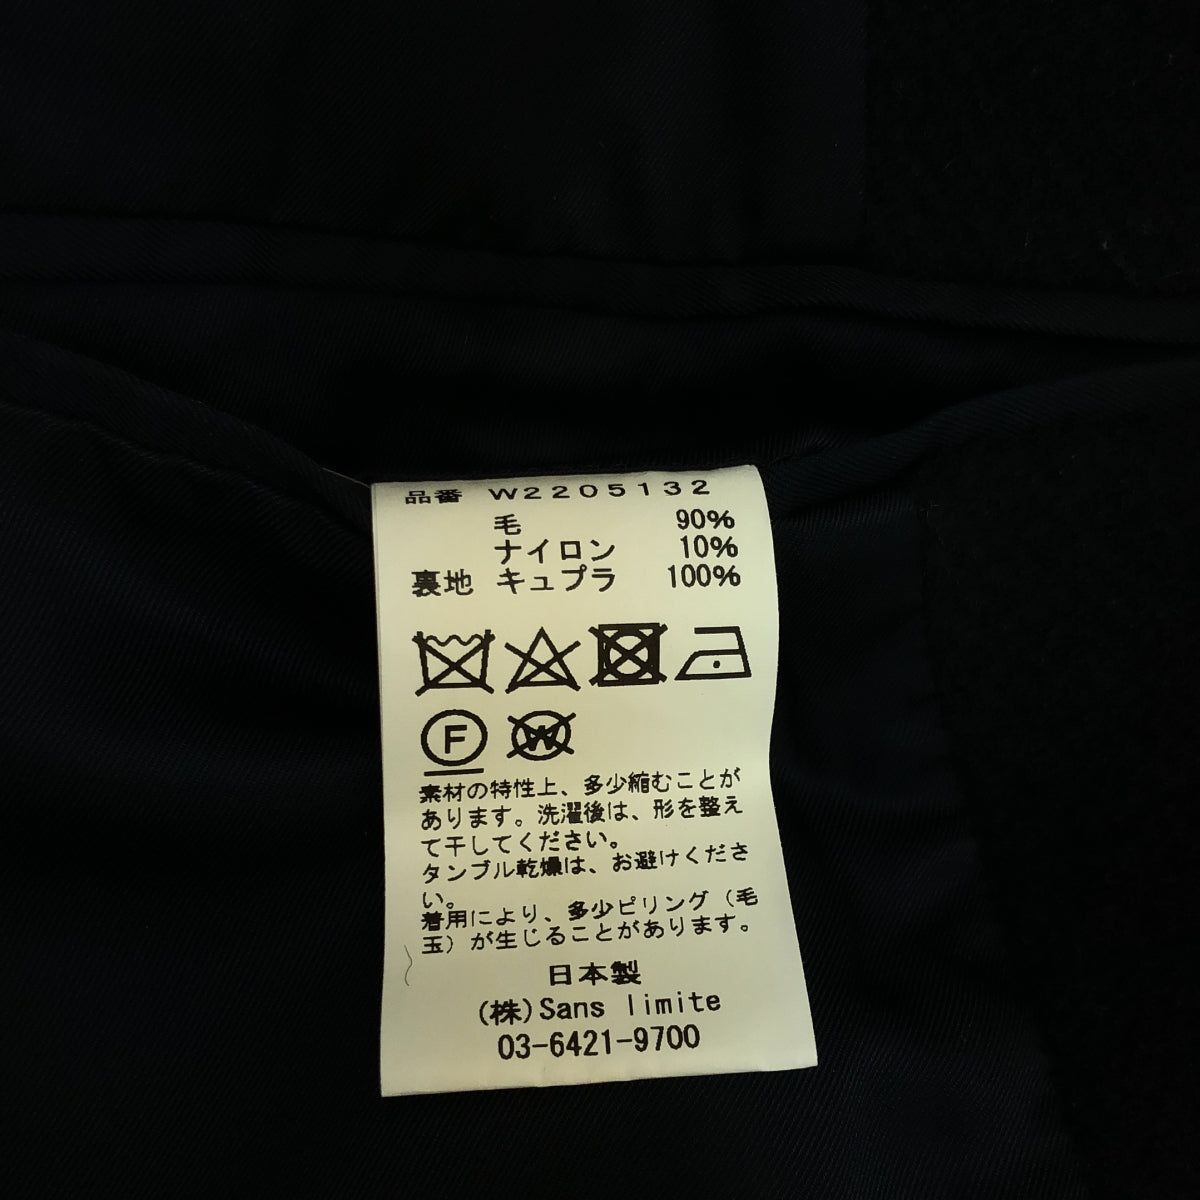 品番 W2205132
毛 90%
ナイロン 10%
裏地 キュプラ 100%
F W
素材の特性上、多少縮むことが
あります。洗濯後は、形を整え
て干してください。
タンブル乾燥は、お避けくださ
い。
着用により、多少ピリング(毛
玉)が生じることがあります。
日本製
(株)Sans limite
03-6421-9700